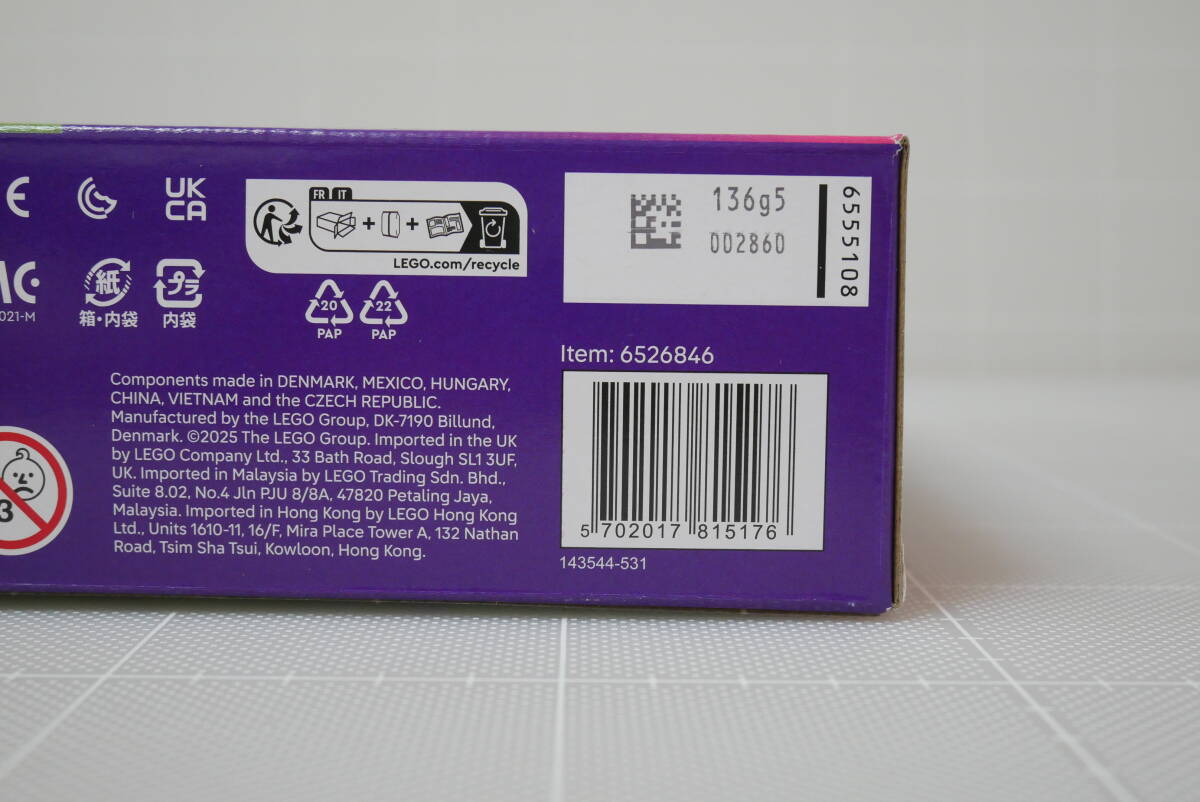 UK
CA
FR IT
LEGO.com/recycle
136g5
002860
6555108
021-M
紙
箱・内袋
プラ
内袋
20
PAP
22
PAP
Item: 6526846
Components made in DENMARK, MEXICO, HUNGARY,
CHINA, VIETNAM and the CZECH REPUBLIC.
Manufactured by the LEGO Group, DK-7190 Billund,
Denmark. ©2025 The LEGO Group. Imported in the UK
by LEGO Company Ltd., 33 Bath Road, Slough SL1 3UF,
UK. Imported in Malaysia by LEGO Trading Sdn. Bhd.,
Suite 8.02, No.4 Jln PJU 8/8A, 47820 Petaling Jaya,
Malaysia. Imported in Hong Kong by LEGO Hong Kong
Ltd., Units 1610-11, 16/F, Mira Place Tower A, 132 Nathan
Road, Tsim Sha Tsui, Kowloon, Hong Kong.
3
5 702017 815176
143544-531